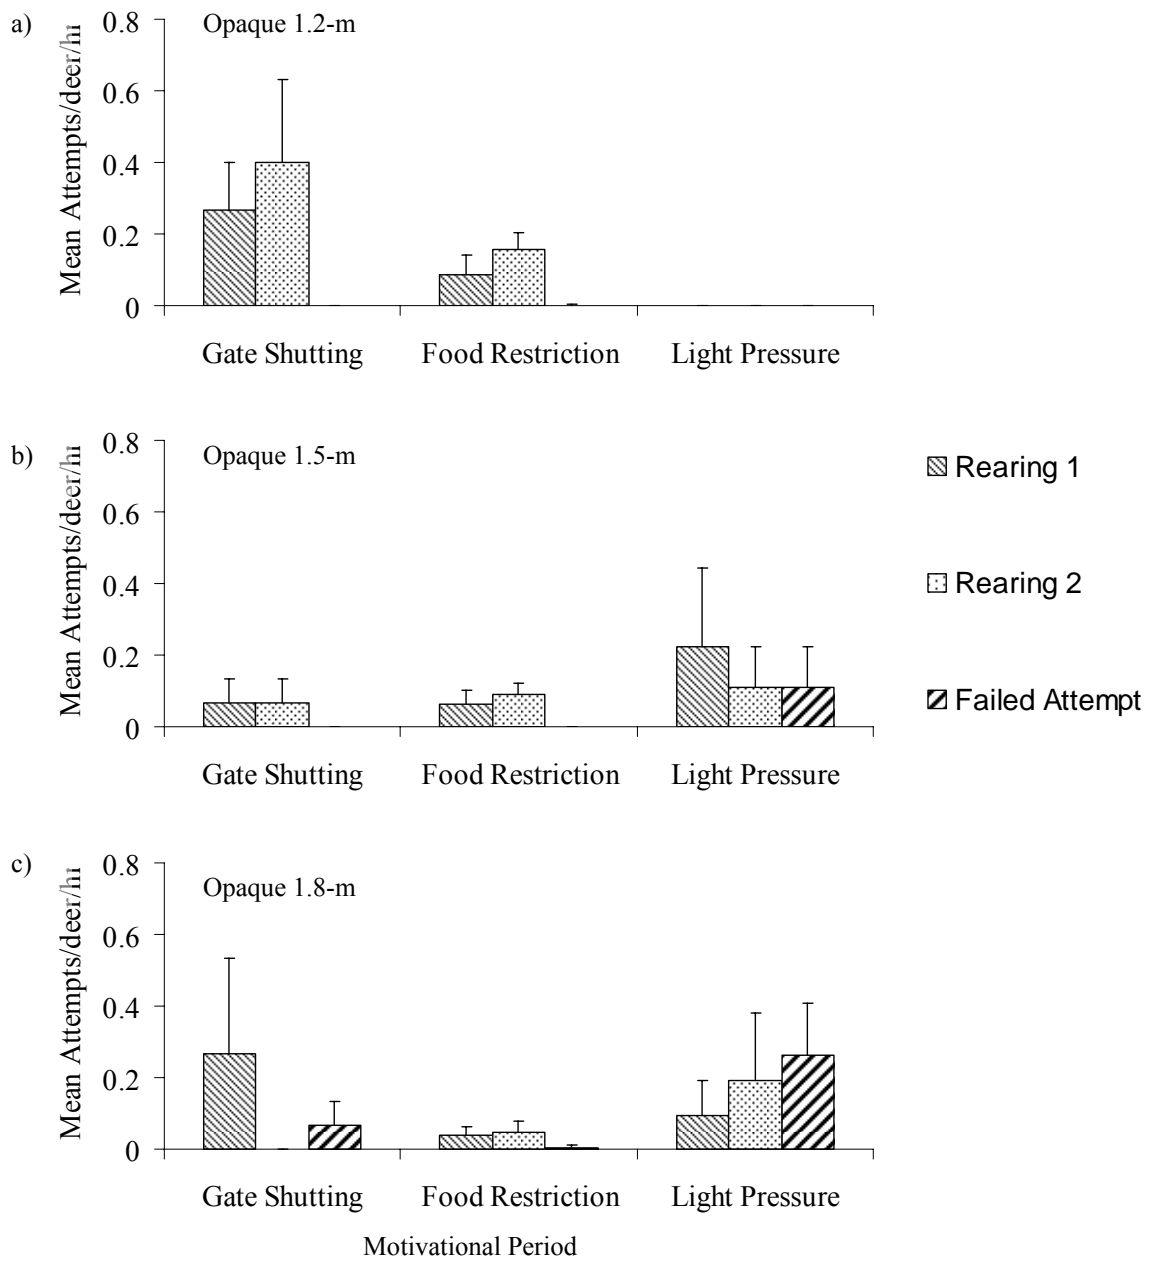 a)
Opaque 1.2-m
Mean Attempts/deer/hr
0.8
0.6
0.4
0.2
0
Gate Shutting Food Restriction Light Pressure
b)
Opaque 1.5-m
Mean Attempts/deer/hr
0.8
0.6
0.4
0.2
0
Gate Shutting Food Restriction Light Pressure
Rearing 1
Rearing 2
Failed Attempt
c)
Opaque 1.8-m
Mean Attempts/deer/hr
0.8
0.6
0.4
0.2
0
Gate Shutting Food Restriction Light Pressure
Motivational Period